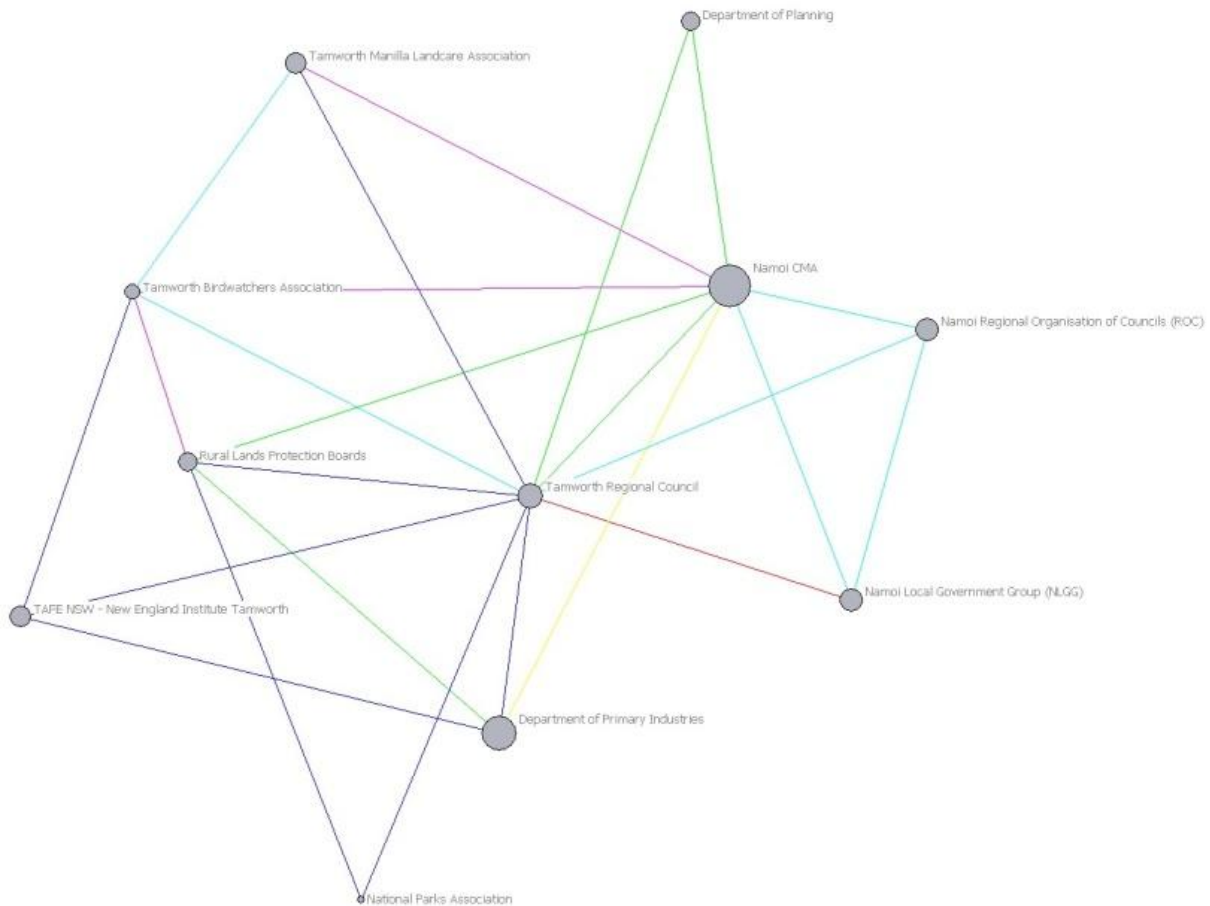 Department of Planning
Tamworth Manilla Landcare Association
Namoi CMA
Tamworth Birdwatchers Association
Namoi Regional Organisation of Councils (ROC)
Rural Lands Protection Boards
Tamworth Regional Council
Namoi Local Government Group (NLGG)
TAFE NSW - New England Institute Tamworth
Department of Primary Industries
National Parks Association